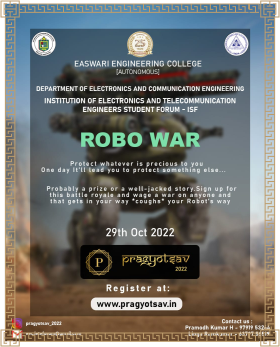 25
EASWARI ENGINEERING COLLEGE
[AUTONOMOUS]
DEPARTMENT OF ELECTRONICS AND COMMUNICATION ENGINEERING
INSTITUTION OF ELECTRONICS AND TELECOMMUNICATION
ENGINEERS STUDENT FORUM - ISF
ROBO WAR
Protect whatever is precious to you
One day It'll lead you to protect something else...
Probably a prize or a well-jacked story.Sign up for
this battle royale and wage a war on anyone and
that gets in your way "coughs" your Robot's way
29th Oct 2022
P pragyotsav
2022
Register at:
www.pragyotsav.in
pragyotsav_2022
Contact us :
Pramodh Kumar H -